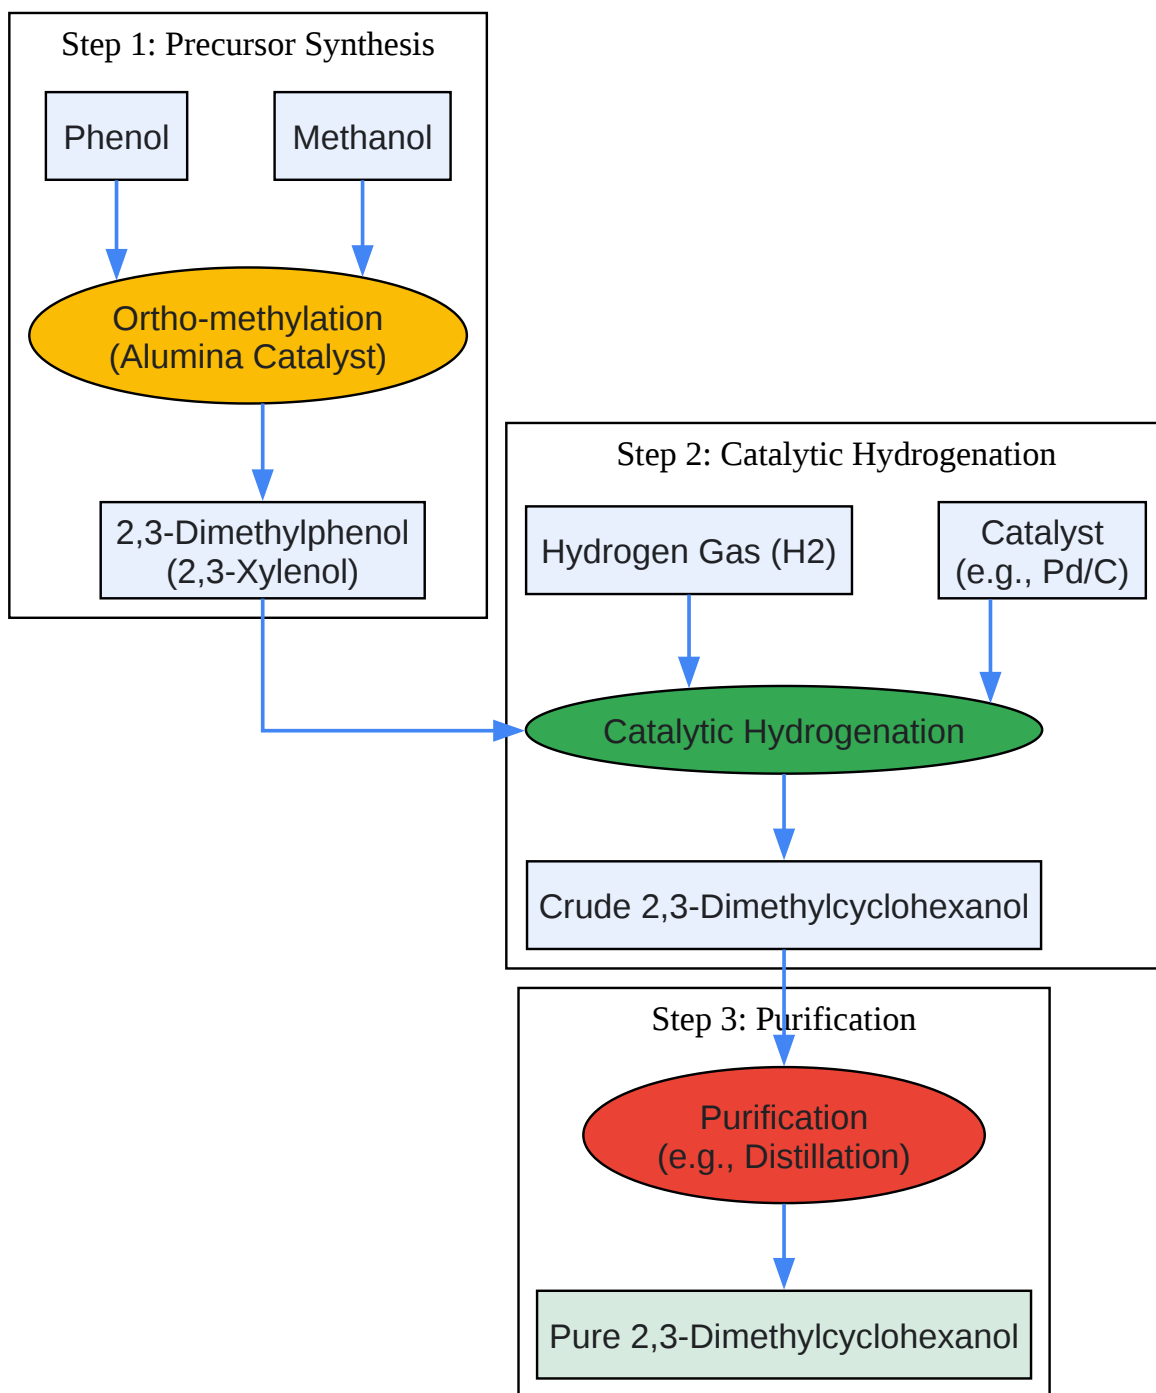 Step 1: Precursor Synthesis
Phenol
Methanol
Ortho-methylation
(Alumina Catalyst)
2,3-Dimethylphenol
(2,3-Xylenol)
Step 2: Catalytic Hydrogenation
Hydrogen Gas (H2)
Catalyst
(e.g., Pd/C)
Catalytic Hydrogenation
Crude 2,3-Dimethylcyclohexanol
Step 3: Purification
Purification
(e.g., Distillation)
Pure 2,3-Dimethylcyclohexanol